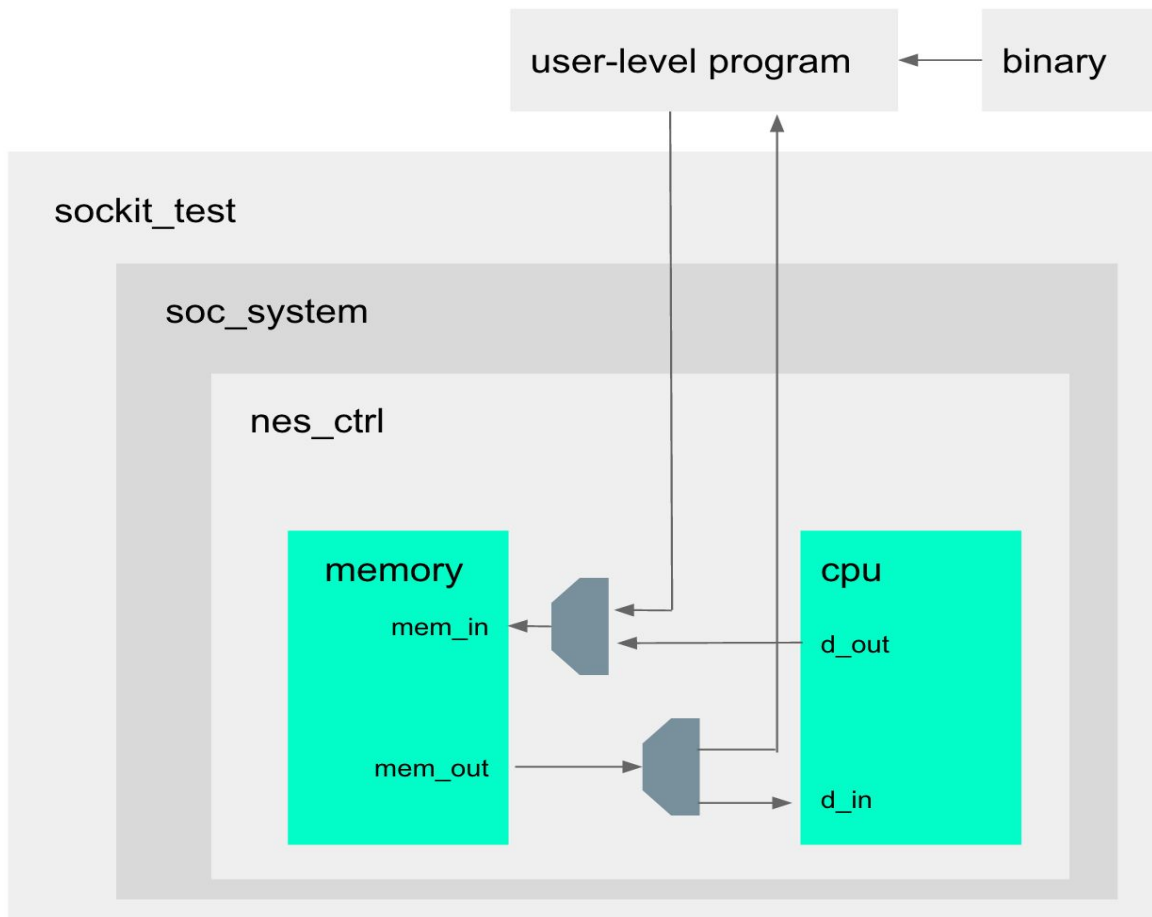 user-level program
binary
sockit_test
soc_system
nes_ctrl
memory
cpu
mem_in
d_out
mem_out
d_in